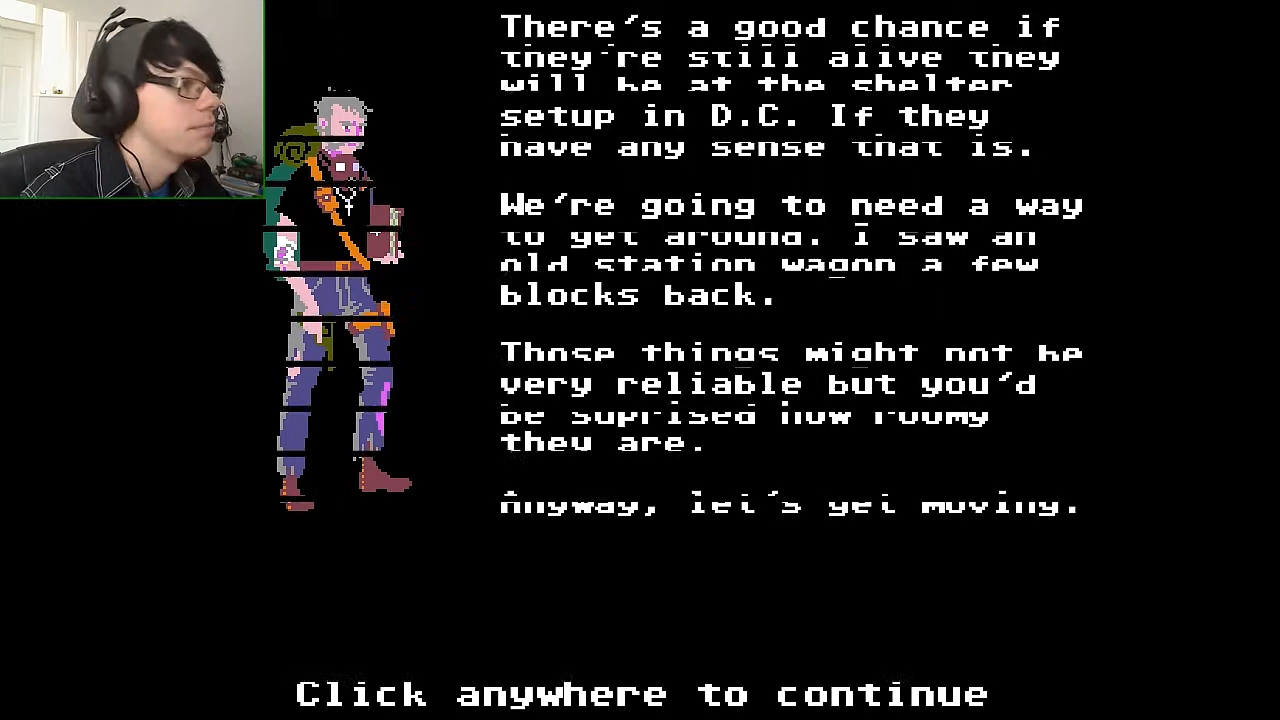 There's a good chance if
they're still alive they
will be at the shelter
setup in D.C. If they
have any sense that is.
We're going to need a way
to get around. I saw an
old station wagon a few
blocks back.
Those things might not be
very reliable but you'd
be suprised how roomy
they are.
Anyway, let's get moving.
Click anywhere to continue